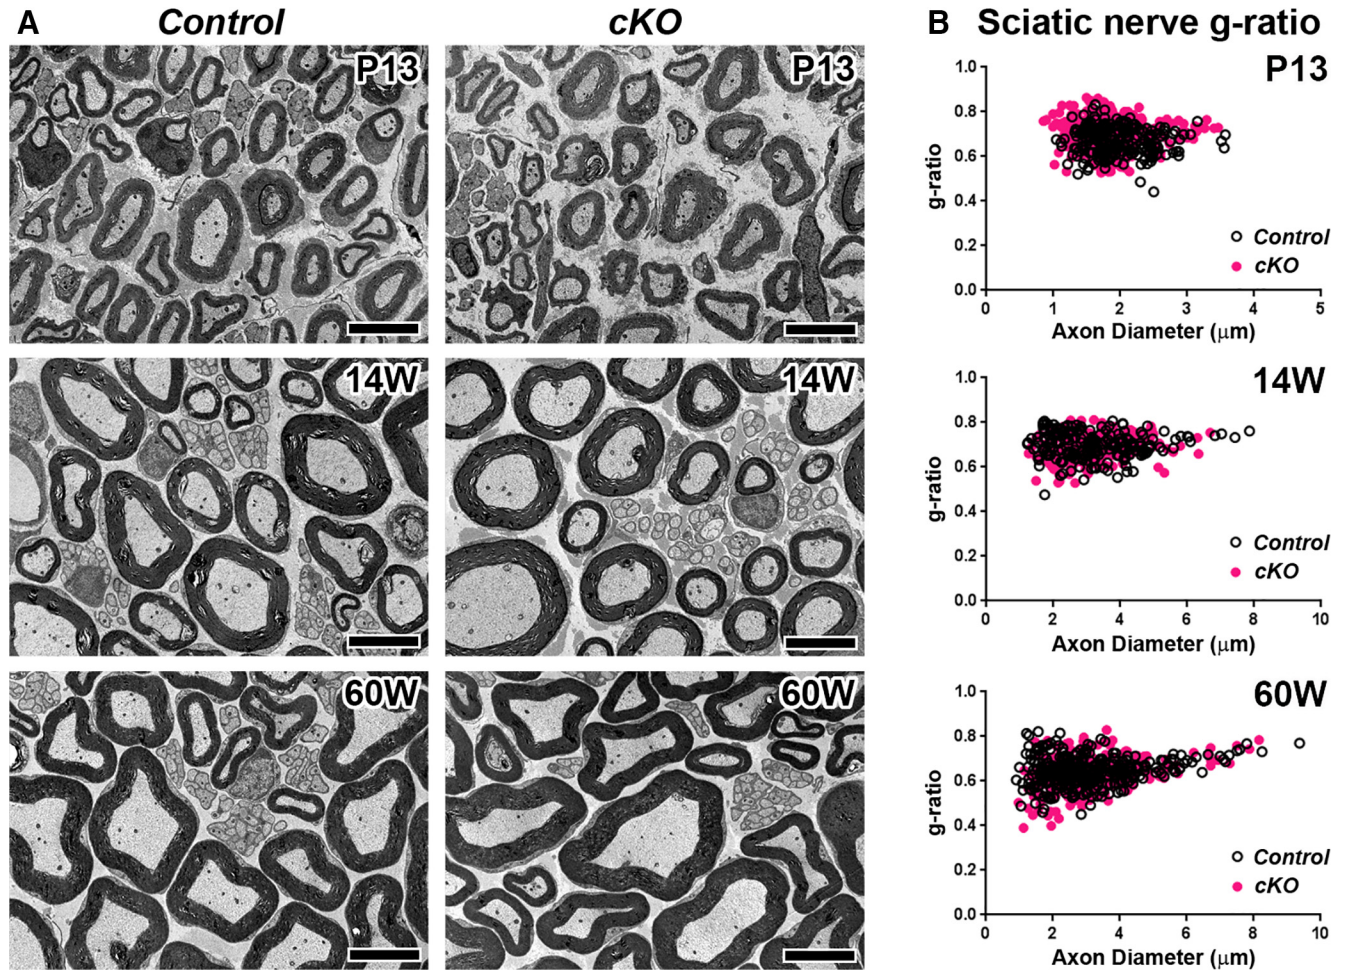 A Control cKO B Sciatic nerve g-ratio
P13 P13
14W 14W
60W 60W
P13
1.0
0.8
0.6
0.4
0.2
0.0
g-ratio
Control
cKO
0 1 2 3 4 5
Axon Diameter (μm)
14W
1.0
0.8
0.6
0.4
0.2
0.0
g-ratio
Control
cKO
0 2 4 6 8 10
Axon Diameter (μm)
60W
1.0
0.8
0.6
0.4
0.2
0.0
g-ratio
Control
cKO
0 2 4 6 8 10
Axon Diameter (μm)